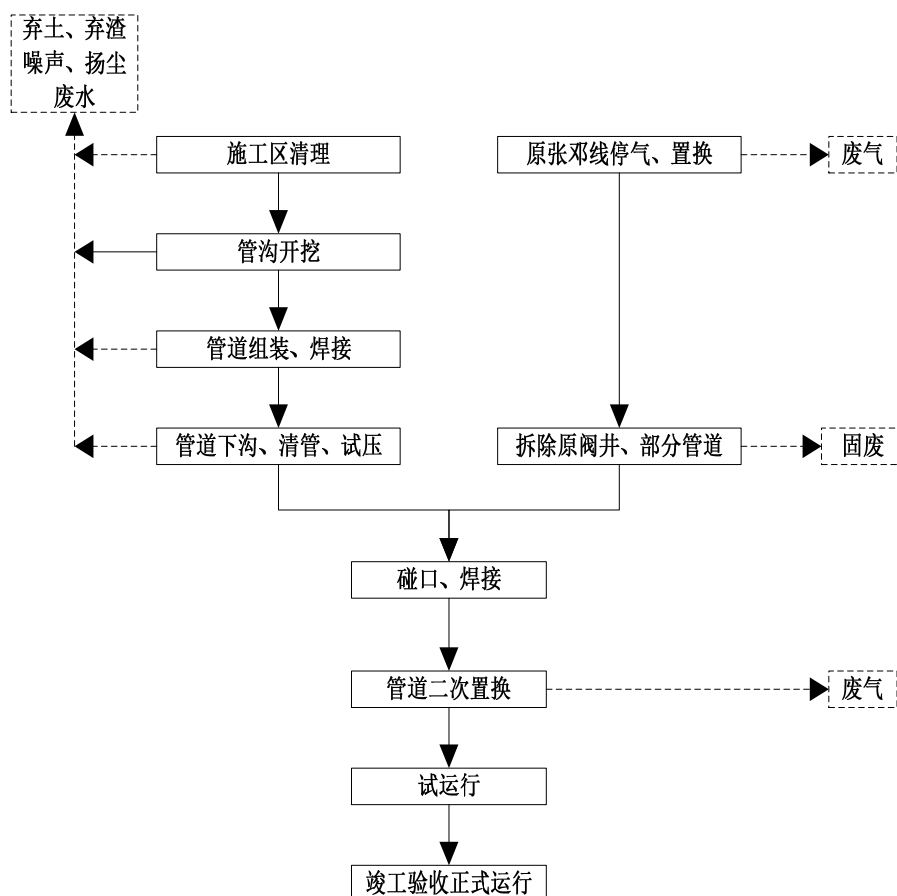 弃土、弃渣
噪声、扬尘
废水
施工区清理
原张邓线停气、置换
废气
管沟开挖
管道组装、焊接
管道下沟、清管、试压
拆除原阀井、部分管道
固废
碰口、焊接
管道二次置换
废气
试运行
竣工验收正式运行